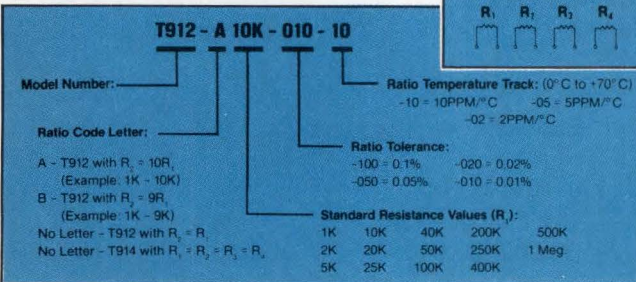 R₁ R₂ R₃ R₄
T912 - A 10K - 010 - 10
Model Number:
Ratio Temperature Track: (0°C to +70°C)
-10 = 10PPM/°C -05 = 5PPM/°C
-02 = 2PPM/°C
Ratio Code Letter:
A - T912 with R₂ = 10R₁
(Example: 1K - 10K)
B - T912 with R₂ = 9R₁
(Example: 1K - 9K)
No Letter - T912 with R₂ = R₁
No Letter - T914 with R₁ = R₂ = R₃ = R₄
Ratio Tolerance:
-100 = 0.1% -020 = 0.02%
-050 = 0.05% -010 = 0.01%
Standard Resistance Values (R₁):
1K 10K 40K 200K 500K
2K 20K 50K 250K 1 Meg.
5K 25K 100K 400K